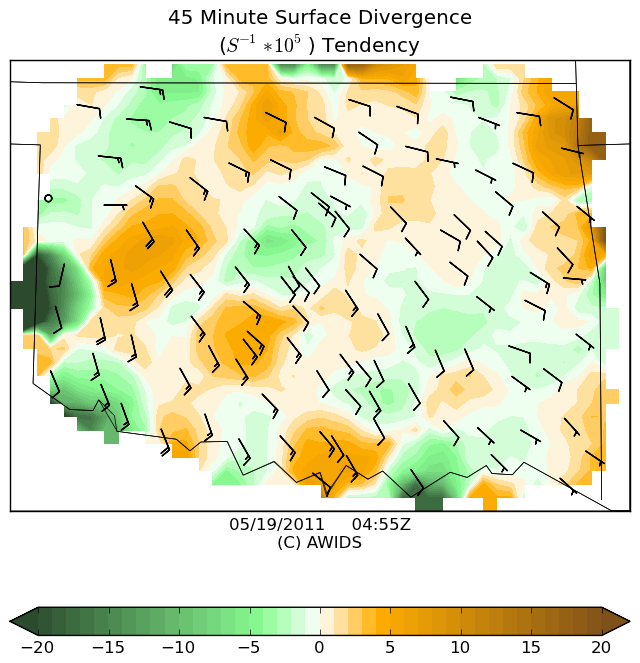 45 Minute Surface Divergence
(S⁻¹ ∗ 10⁵ ) Tendency
05/19/2011 04:55Z
(C) AWIDS
−20 −15 −10 −5 0 5 10 15 20